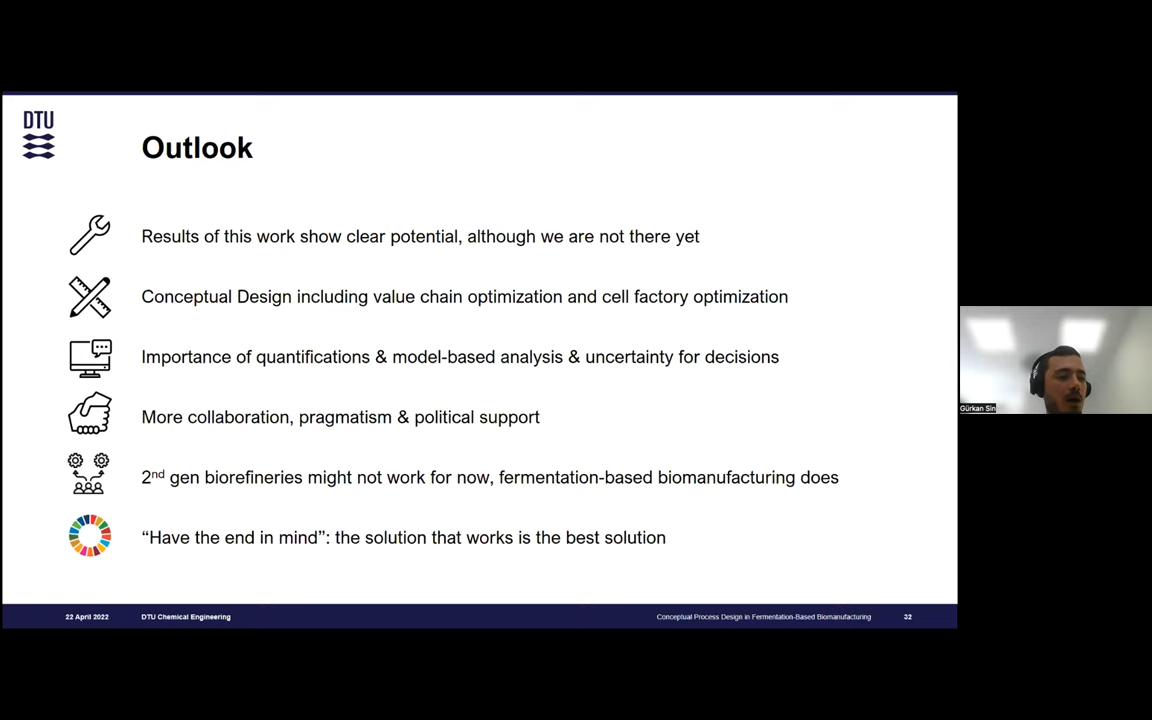 DTU
Outlook
Results of this work show clear potential, although we are not there yet
Conceptual Design including value chain optimization and cell factory optimization
Importance of quantifications & model-based analysis & uncertainty for decisions
More collaboration, pragmatism & political support
2nd gen biorefineries might not work for now, fermentation-based biomanufacturing does
“Have the end in mind”: the solution that works is the best solution
Gürkan Sin
22 April 2022 DTU Chemical Engineering Conceptual Process Design in Fermentation-Based Biomanufacturing 32